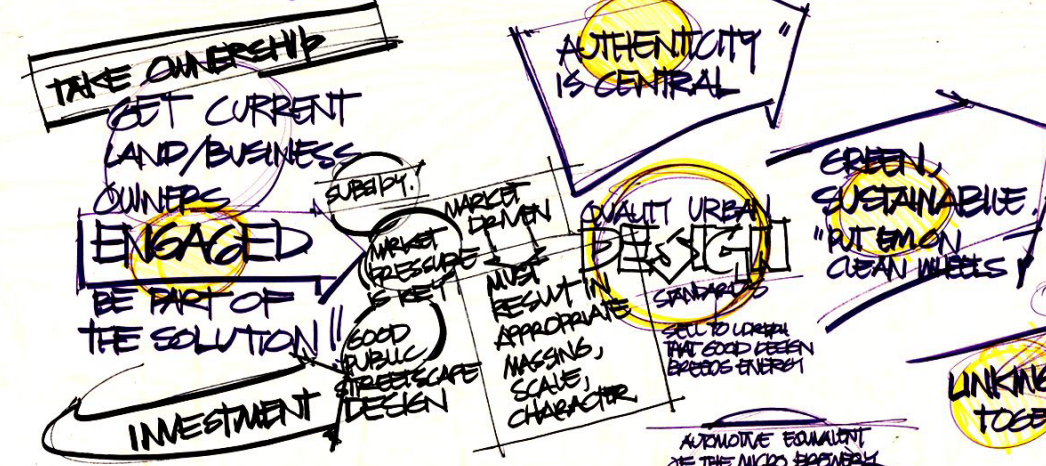 TAKE OWNERSHIP
GET CURRENT
LAND/BUSINESS
OWNERS
ENGAGED
BE PART OF
THE SOLUTION
INVESTMENT
SUBSIDY.
MARKET
PRESSURE
IS KEY
GOOD
PUBLIC
STREETSCAPE
DESIGN
MARKET
DRIVEN
MUST
RESULT IN
APPROPRIATE
MASSING,
SCALE,
CHARACTER
"AUTHENTICITY"
IS CENTRAL
QUALITY URBAN
DESIGN
STANDARDS
SELL TO
THAT GOOD DESIGN
BREEDS ENERGY
AUTOMOTIVE EQUIVALENT
OF THE MICRO BREWERY
GREEN,
SUSTAINABLE.
"PUT EM ON
CLEAN WHEELS"
LINKING
TOGE